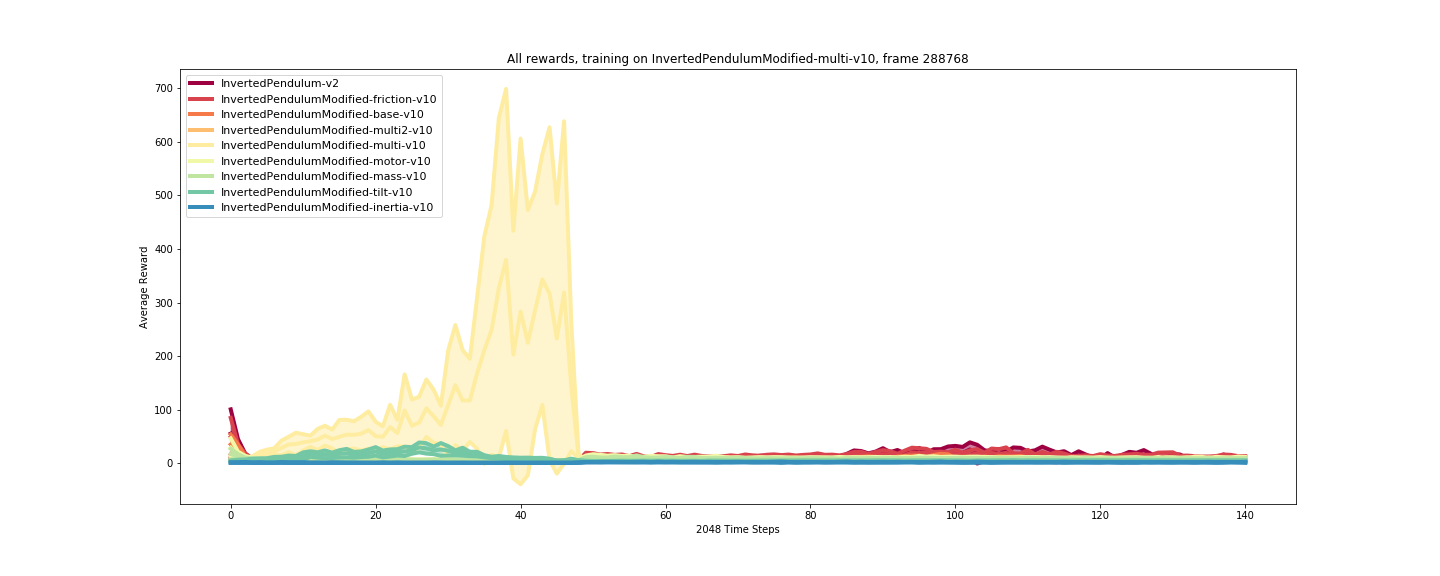 All rewards, training on InvertedPendulumModified-multi-v10, frame 288768
InvertedPendulum-v2
InvertedPendulumModified-friction-v10
InvertedPendulumModified-base-v10
InvertedPendulumModified-multi2-v10
InvertedPendulumModified-multi-v10
InvertedPendulumModified-motor-v10
InvertedPendulumModified-mass-v10
InvertedPendulumModified-tilt-v10
InvertedPendulumModified-inertia-v10
Average Reward
700
600
500
400
300
200
100
0
0 20 40 60 80 100 120 140
2048 Time Steps